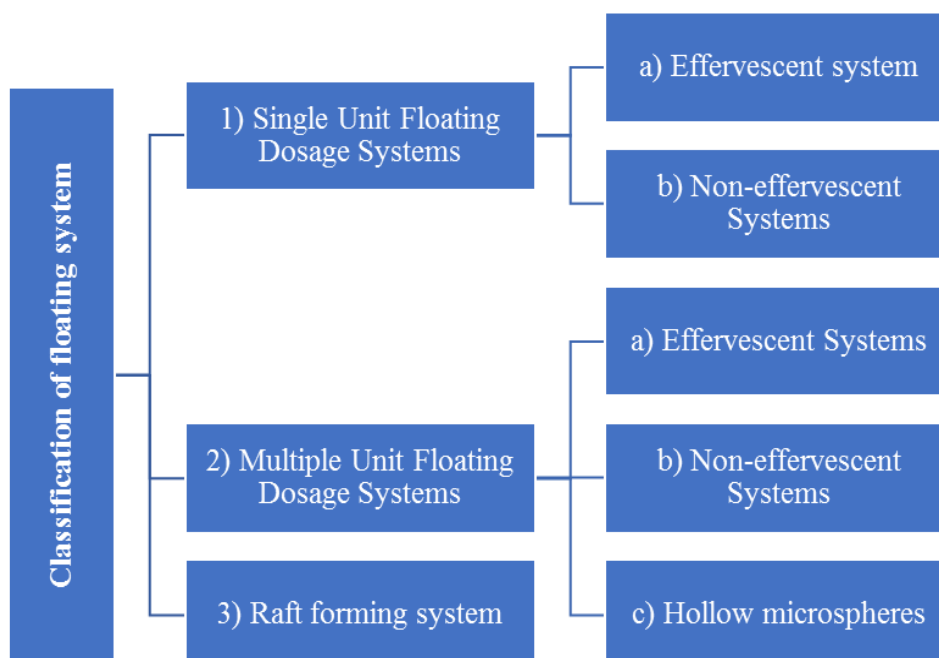 Classification of floating system
1) Single Unit Floating
Dosage Systems
a) Effervescent system
b) Non-effervescent
Systems
2) Multiple Unit Floating
Dosage Systems
a) Effervescent Systems
b) Non-effervescent
Systems
c) Hollow microspheres
3) Raft forming system